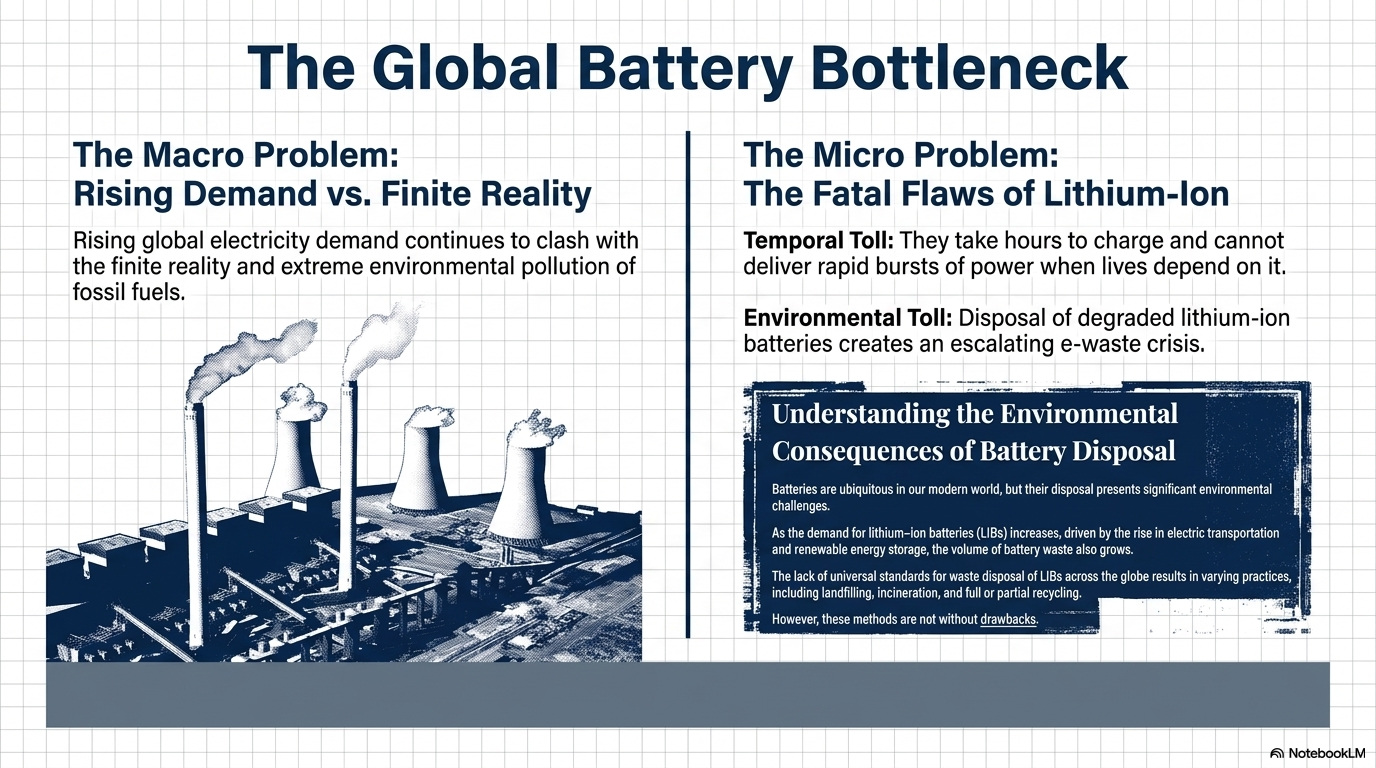 The Global Battery Bottleneck
The Macro Problem:
Rising Demand vs. Finite Reality
Rising global electricity demand continues to clash with
the finite reality and extreme environmental pollution of
fossil fuels.
The Micro Problem:
The Fatal Flaws of Lithium-Ion
Temporal Toll: They take hours to charge and cannot
deliver rapid bursts of power when lives depend on it.
Environmental Toll: Disposal of degraded lithium-ion
batteries creates an escalating e-waste crisis.
Understanding the Environmental
Consequences of Battery Disposal
Batteries are ubiquitous in our modern world, but their disposal presents significant environmental
challenges.
As the demand for lithium–ion batteries (LIBs) increases, driven by the rise in electric transportation
and renewable energy storage, the volume of battery waste also grows.
The lack of universal standards for waste disposal of LIBs across the globe results in varying practices,
including landfilling, incineration, and full or partial recycling.
However, these methods are not without drawbacks.
NotebookLM